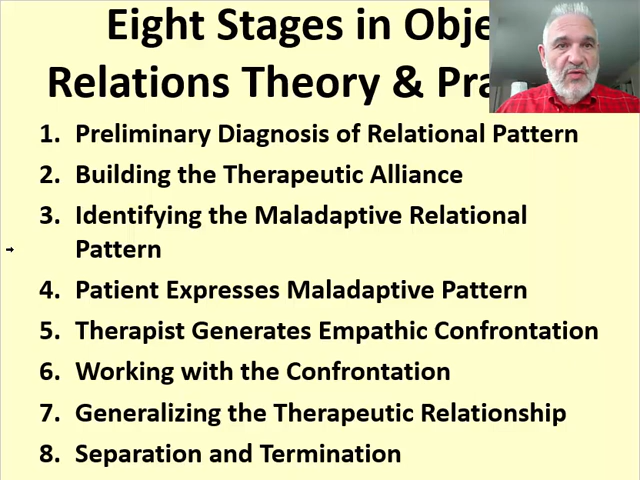 Eight Stages in Obje
Relations Theory & Pra
1. Preliminary Diagnosis of Relational Pattern
2. Building the Therapeutic Alliance
3. Identifying the Maladaptive Relational
Pattern
4. Patient Expresses Maladaptive Pattern
5. Therapist Generates Empathic Confrontation
6. Working with the Confrontation
7. Generalizing the Therapeutic Relationship
8. Separation and Termination